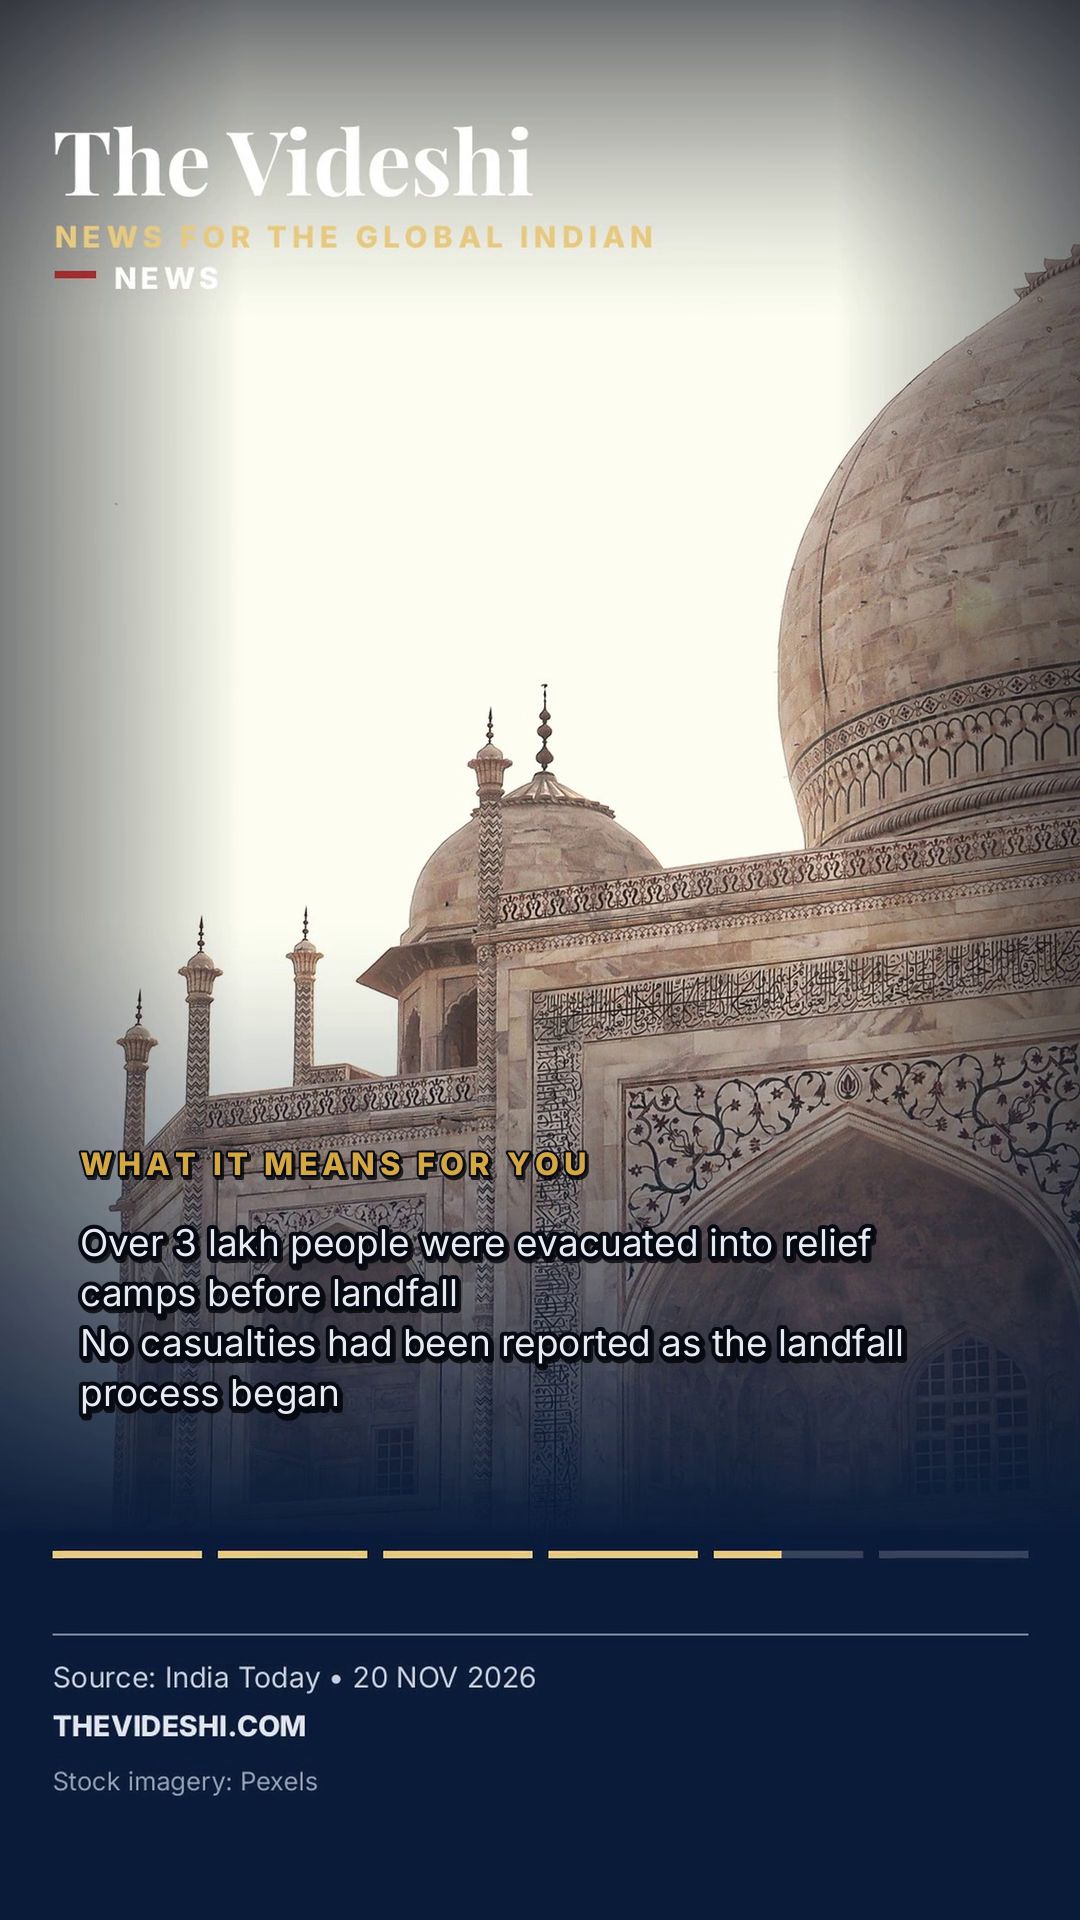 The Videshi
NEWS FOR THE GLOBAL INDIAN
NEWS
WHAT IT MEANS FOR YOU
Over 3 lakh people were evacuated into relief
camps before landfall
No casualties had been reported as the landfall
process began
Source: India Today • 20 NOV 2026
THEVIDESHI.COM
Stock imagery: Pexels